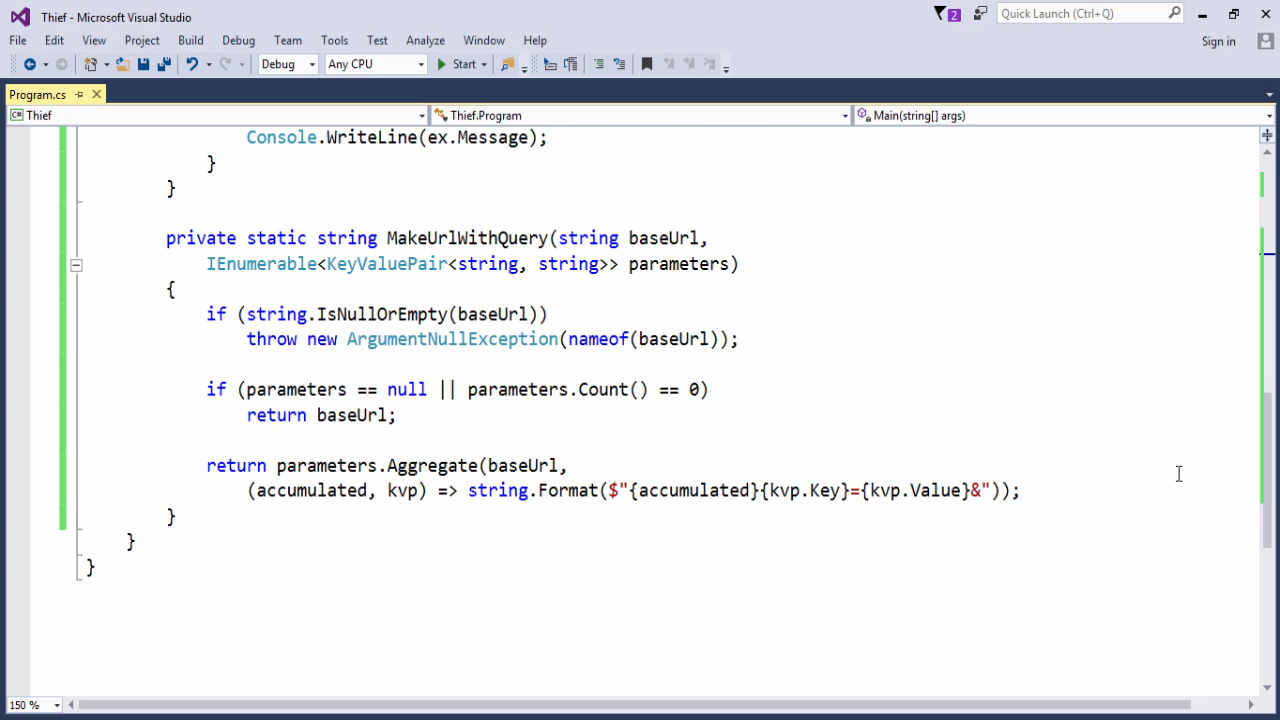 Thief - Microsoft Visual Studio
2
Quick Launch (Ctrl+Q)
File Edit View Project Build Debug Team Tools Test Analyze Window Help
Sign in
Debug Any CPU Start
Program.cs
C# Thief Thief.Program Main(string[] args)
Console.WriteLine(ex.Message);
}
}
private static string MakeUrlWithQuery(string baseUrl,
IEnumerable<KeyValuePair<string, string>> parameters)
{
if (string.IsNullOrEmpty(baseUrl))
throw new ArgumentNullException(nameof(baseUrl));
if (parameters == null || parameters.Count() == 0)
return baseUrl;
return parameters.Aggregate(baseUrl,
(accumulated, kvp) => string.Format($"{accumulated}{kvp.Key}={kvp.Value}&"));
}
}
}
150 %